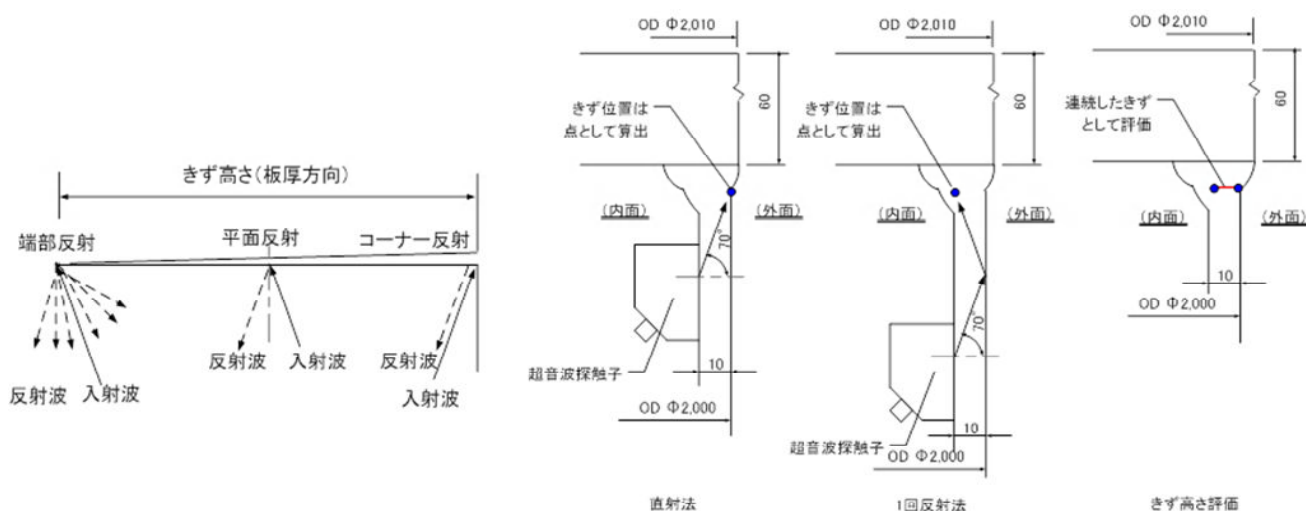 きず高さ(板厚方向)
端部反射
平面反射
コーナー反射
反射波
入射波
反射波
入射波
反射波
入射波
OD Φ2,010
60
きず位置は
点として算出
(内面)
(外面)
70°
超音波探触子
10
OD Φ2,000
直射法
OD Φ2,010
60
きず位置は
点として算出
(内面)
(外面)
70°
超音波探触子
10
OD Φ2,000
1回反射法
OD Φ2,010
60
連続したきず
として評価
(内面)
(外面)
10
OD Φ2,000
きず高さ評価